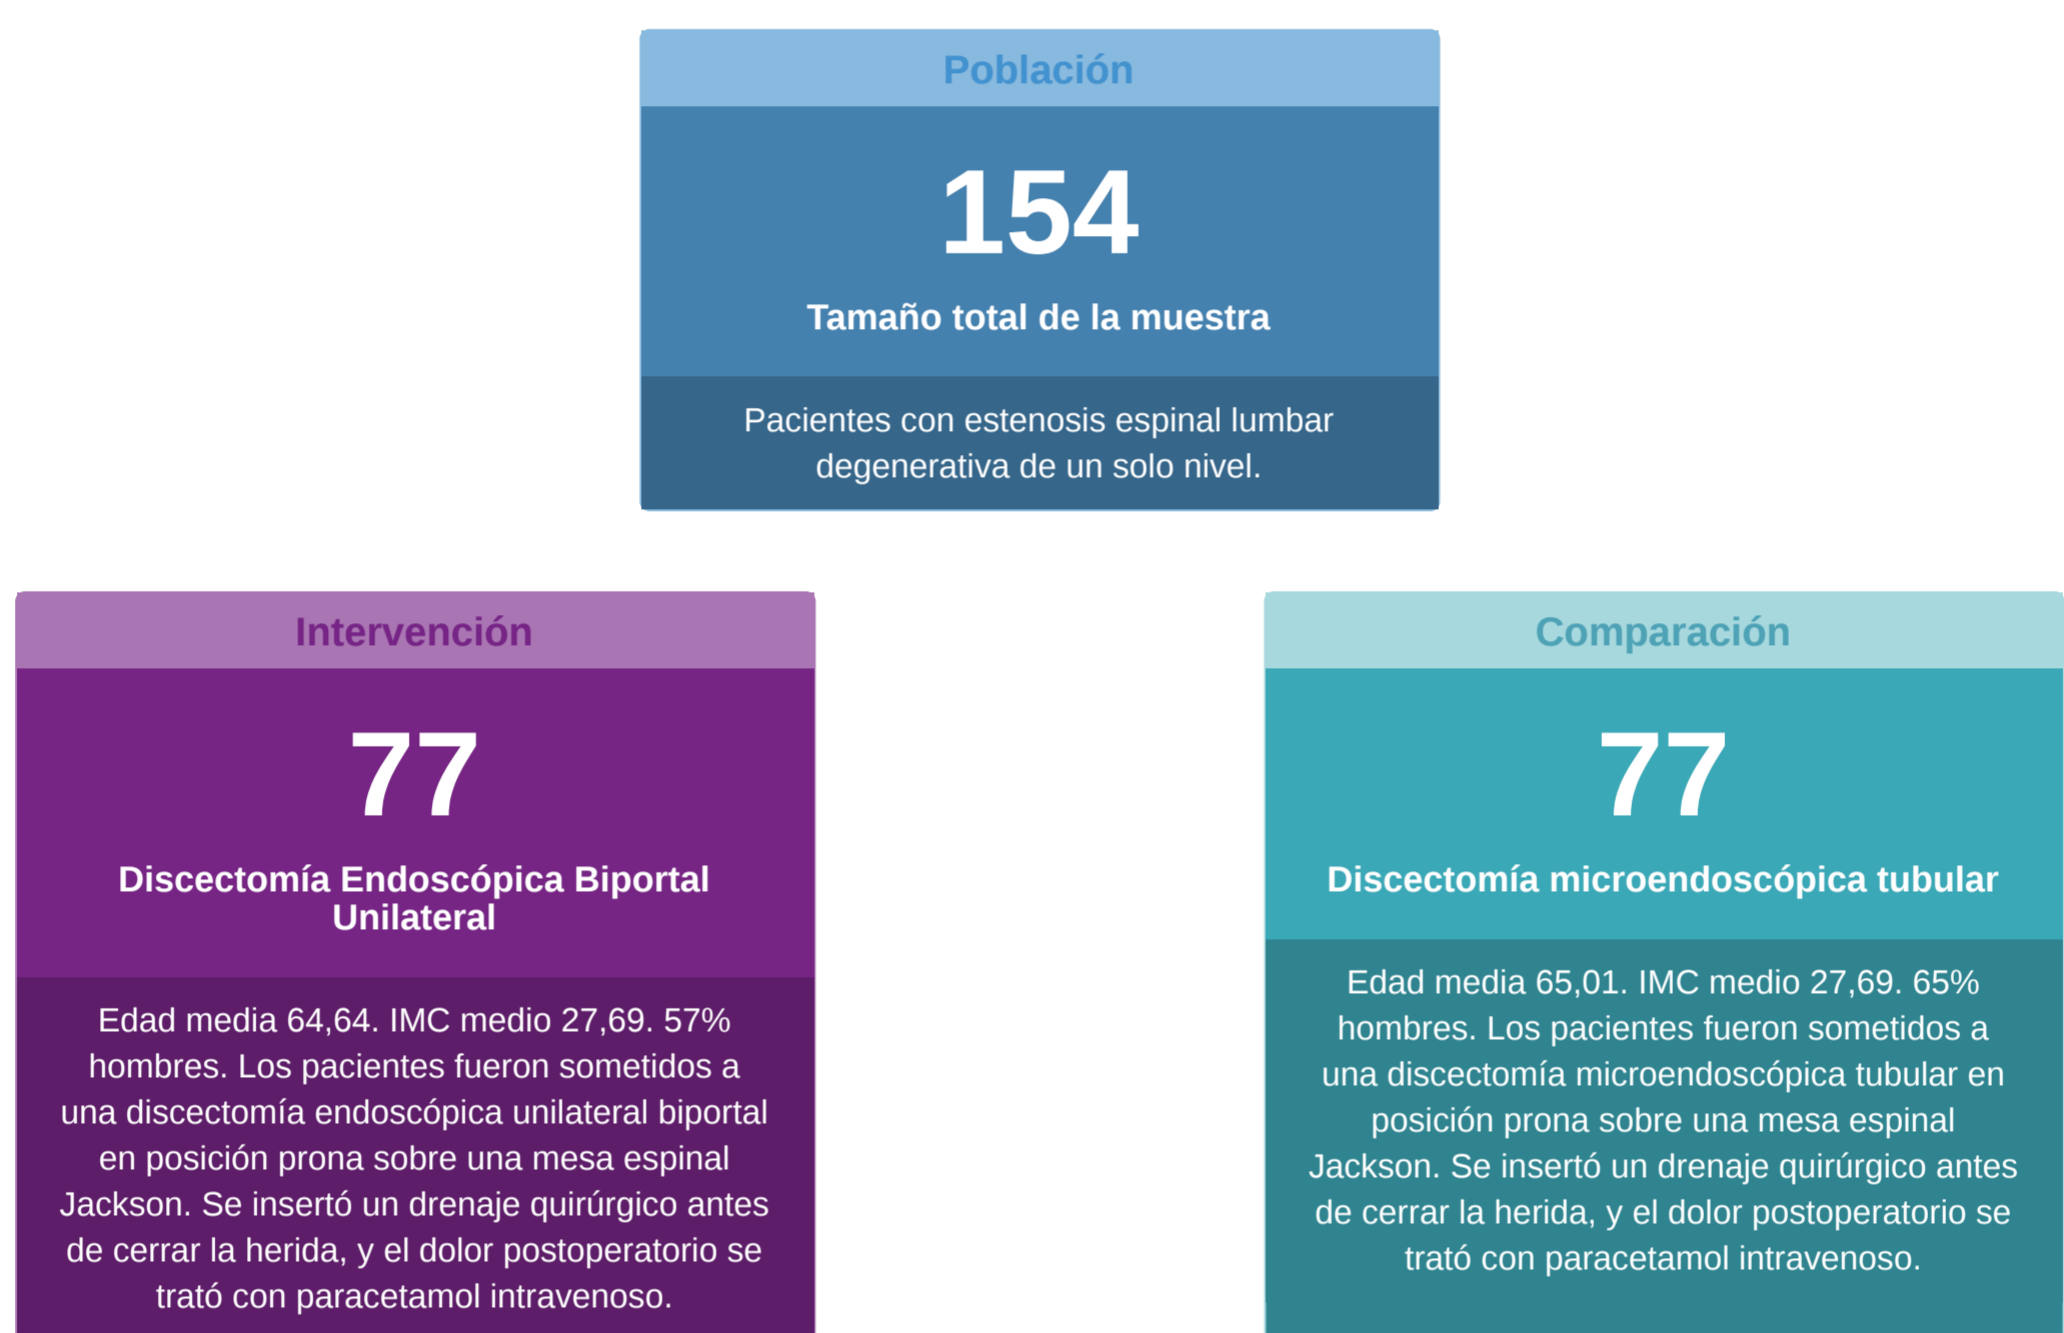 Población
154
Tamaño total de la muestra
Pacientes con estenosis espinal lumbar
degenerativa de un solo nivel.
Intervención
77
Discectomía Endoscópica Biportal
Unilateral
Edad media 64,64. IMC medio 27,69. 57%
hombres. Los pacientes fueron sometidos a
una discectomía endoscópica unilateral biportal
en posición prona sobre una mesa espinal
Jackson. Se insertó un drenaje quirúrgico antes
de cerrar la herida, y el dolor postoperatorio se
trató con paracetamol intravenoso.
Comparación
77
Discectomía microendoscópica tubular
Edad media 65,01. IMC medio 27,69. 65%
hombres. Los pacientes fueron sometidos a
una discectomía microendoscópica tubular en
posición prona sobre una mesa espinal
Jackson. Se insertó un drenaje quirúrgico antes
de cerrar la herida, y el dolor postoperatorio se
trató con paracetamol intravenoso.